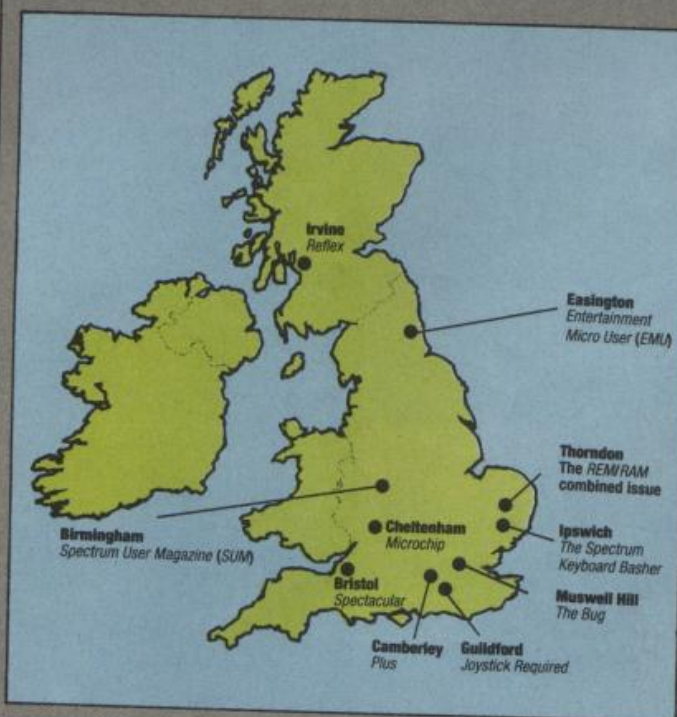 Irvine
Reflex
Easington
Entertainment
Micro User (EMU)
Thorndon
The REM/RAM
combined issue
Birmingham
Spectrum User Magazine (SUM)
Cheltenham
Microchip
Ipswich
The Spectrum
Keyboard Basher
Bristol
Spectacular
Muswell Hill
The Bug
Camberley
Plus
Guildford
Joystick Required